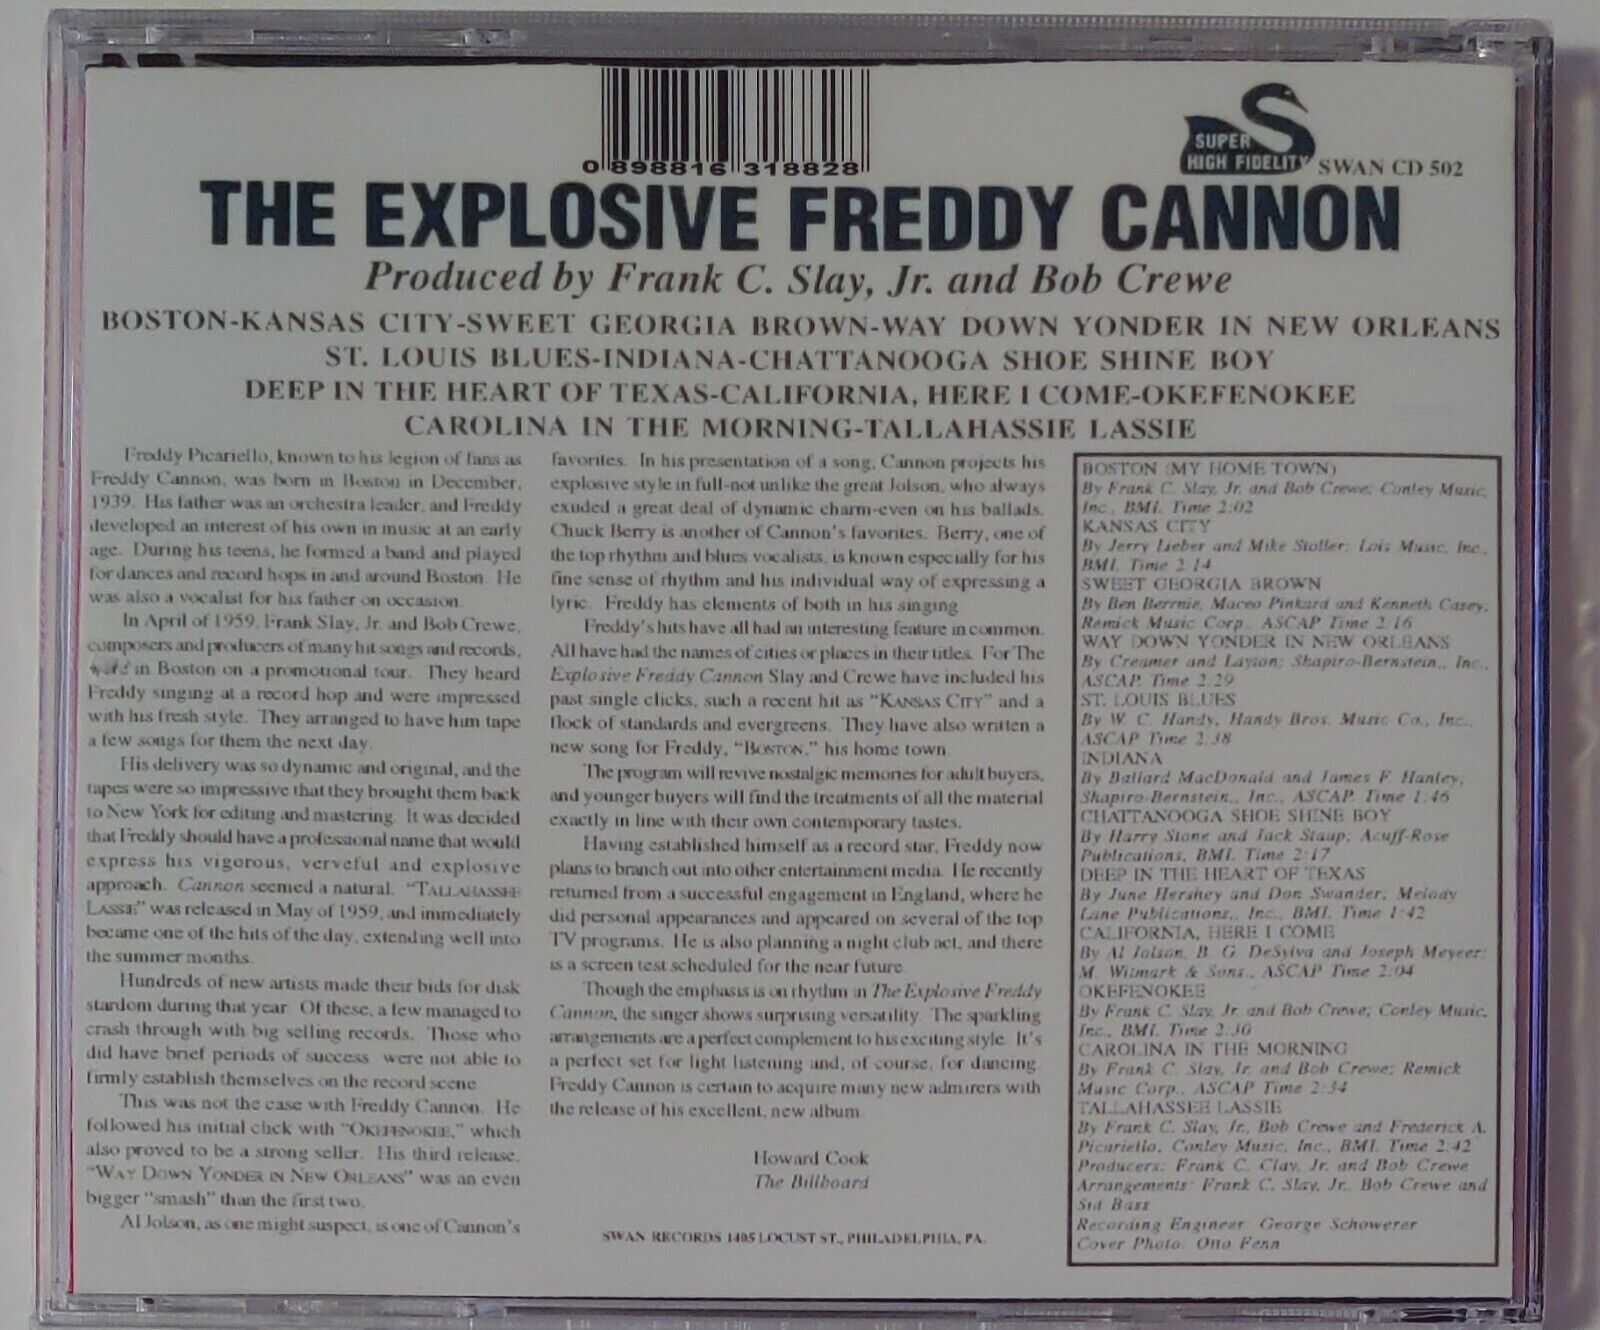 0 898816 318828
SUPER
HIGH FIDELITY
SWAN CD 502
THE EXPLOSIVE FREDDY CANNON
Produced by Frank C. Slay, Jr. and Bob Crewe
BOSTON-KANSAS CITY-SWEET GEORGIA BROWN-WAY DOWN YONDER IN NEW ORLEANS
ST. LOUIS BLUES-INDIANA-CHATTANOOGA SHOE SHINE BOY
DEEP IN THE HEART OF TEXAS-CALIFORNIA, HERE I COME-OKEFENOKEE
CAROLINA IN THE MORNING-TALLAHASSIE LASSIE
Freddy Picariello, known to his legion of fans as
Freddy Cannon, was born in Boston in December,
1939. His father was an orchestra leader, and Freddy
developed an interest of his own in music at an early
age. During his teens, he formed a band and played
for dances and record hops in and around Boston. He
was also a vocalist for his father on occasion.
In April of 1959, Frank Slay, Jr. and Bob Crewe,
composers and producers of many hit songs and records,
were in Boston on a promotional tour. They heard
Freddy singing at a record hop and were impressed
with his fresh style. They arranged to have him tape
a few songs for them the next day.
His delivery was so dynamic and original, and the
tapes were so impressive that they brought them back
to New York for editing and mastering. It was decided
that Freddy should have a professional name that would
express his vigorous, verveful and explosive
approach. Cannon seemed a natural. "TALLAHASSEE
LASSIE" was released in May of 1959, and immediately
became one of the hits of the day, extending well into
the summer months.
Hundreds of new artists made their bids for disk
stardom during that year. Of these, a few managed to
crash through with big selling records. Those who
did have brief periods of success were not able to
firmly establish themselves on the record scene
This was not the case with Freddy Cannon. He
followed his initial click with "OKEFENOKEE," which
also proved to be a strong seller. His third release,
"WAY DOWN YONDER IN NEW ORLEANS" was an even
bigger "smash" than the first two.
Al Jolson, as one might suspect, is one of Cannon's
favorites. In his presentation of a song, Cannon projects his
explosive style in full-not unlike the great Jolson, who always
exuded a great deal of dynamic charm-even on his ballads.
Chuck Berry is another of Cannon's favorites. Berry, one of
the top rhythm and blues vocalists, is known especially for his
fine sense of rhythm and his individual way of expressing a
lyric. Freddy has elements of both in his singing.
Freddy's hits have all had an interesting feature in common.
All have had the names of cities or places in their titles. For The
Explosive Freddy Cannon Slay and Crewe have included his
past single clicks, such a recent hit as "KANSAS CITY" and a
flock of standards and evergreens. They have also written a
new song for Freddy, "BOSTON," his home town.
The program will revive nostalgic memories for adult buyers,
and younger buyers will find the treatments of all the material
exactly in line with their own contemporary tastes.
Having established himself as a record star, Freddy now
plans to branch out into other entertainment media. He recently
returned from a successful engagement in England, where he
did personal appearances and appeared on several of the top
TV programs. He is also planning a night club act, and there
is a screen test scheduled for the near future.
Though the emphasis is on rhythm in The Explosive Freddy
Cannon, the singer shows surprising versatility. The sparkling
arrangements are a perfect complement to his exciting style. It's
a perfect set for light listening and, of course, for dancing.
Freddy Cannon is certain to acquire many new admirers with
the release of his excellent, new album.
Howard Cook
The Billboard
SWAN RECORDS 1405 LOCUST ST., PHILADELPHIA, PA.
BOSTON (MY HOME TOWN)
By Frank C. Slay, Jr. and Bob Crewe; Conley Music,
Inc., BMI. Time 2:02
KANSAS CITY
By Jerry Lieber and Mike Stoller; Lois Music, Inc.,
BMI. Time 2:14
SWEET GEORGIA BROWN
By Ben Bernie, Maceo Pinkard and Kenneth Casey;
Remick Music Corp., ASCAP Time 2:16
WAY DOWN YONDER IN NEW ORLEANS
By Creamer and Layton; Shapiro-Bernstein,, Inc.,
ASCAP. Time 2:29
ST. LOUIS BLUES
By W. C. Handy, Handy Bros. Music Co., Inc.,
ASCAP Time 2:38
INDIANA
By Ballard MacDonald and James F. Hanley,
Shapiro-Bernstein,, Inc., ASCAP. Time 1:46
CHATTANOOGA SHOE SHINE BOY
By Harry Stone and Jack Staup; Acuff-Rose
Publications, BMI. Time 2:17
DEEP IN THE HEART OF TEXAS
By June Hershey and Don Swander; Melody
Lane Publications,, Inc., BMI. Time 1:42
CALIFORNIA, HERE I COME
By Al Jolson, B. G. DeSylva and Joseph Meyer;
M. Witmark & Sons., ASCAP Time 2:04
OKEFENOKEE
By Frank C. Slay, Jr. and Bob Crewe; Conley Music,
Inc., BMI. Time 2:30
CAROLINA IN THE MORNING
By Frank C. Slay, Jr. and Bob Crewe; Remick
Music Corp., ASCAP Time 2:34
TALLAHASSEE LASSIE
By Frank C. Slay, Jr., Bob Crewe and Frederick A.
Picariello, Conley Music, Inc., BMI. Time 2:42
Producers: Frank C. Clay, Jr. and Bob Crewe
Arrangements: Frank C. Slay, Jr., Bob Crewe and
Sid Bass
Recording Engineer: George Schowerer
Cover Photo: Otto Fenn